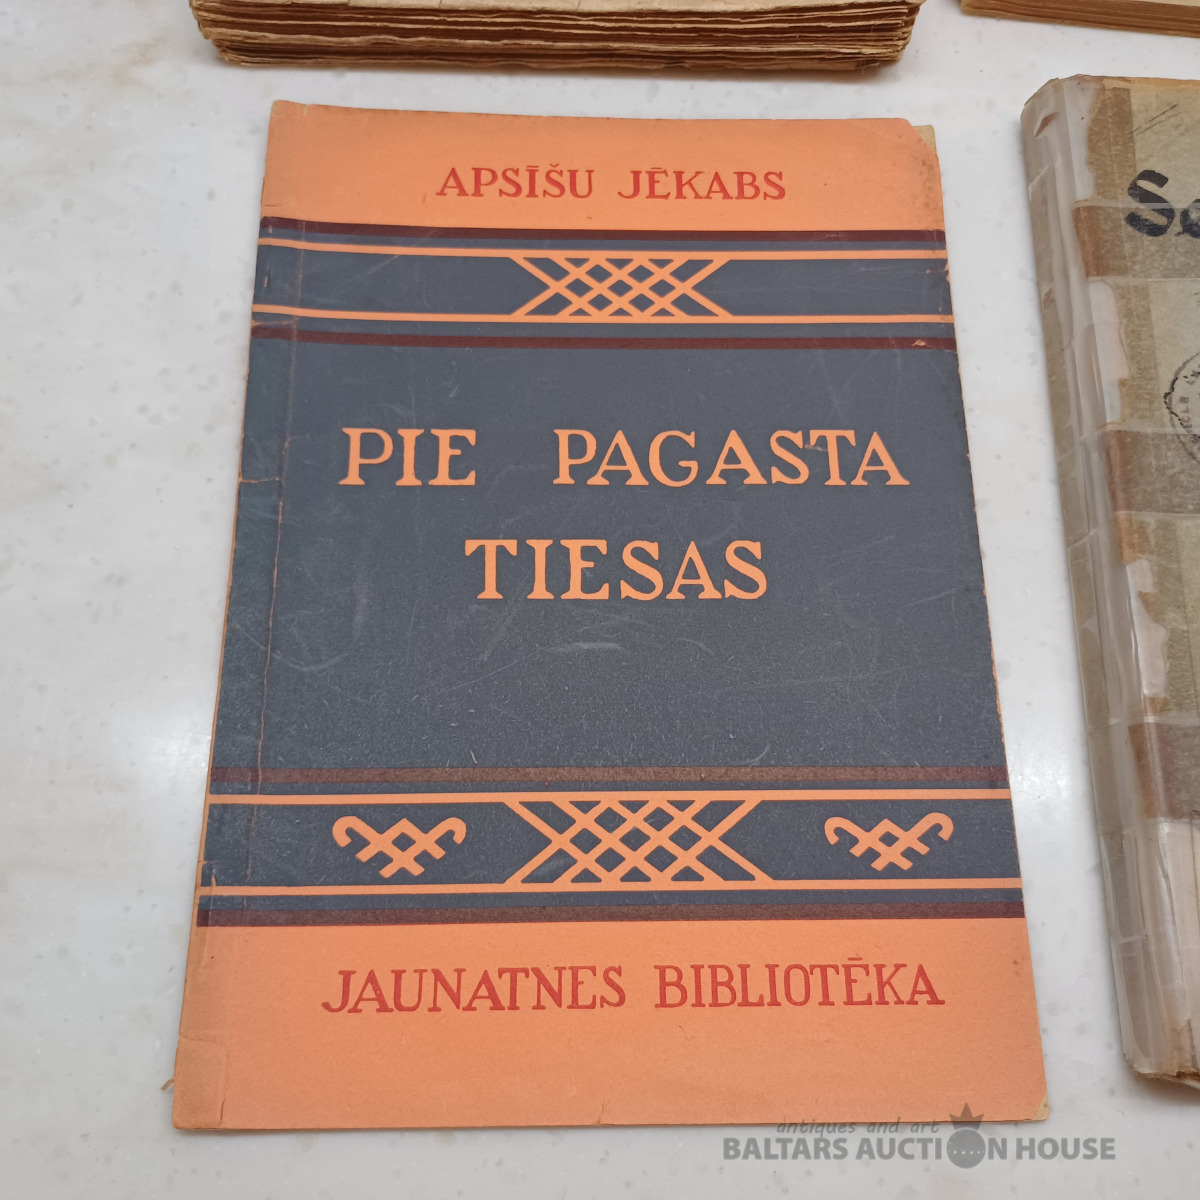 APSĪŠU JĒKABS
PIE PAGASTA
TIESAS
JAUNATNES BIBLIOTĒKA
antiques and art
BALTARS AUCTION HOUSE